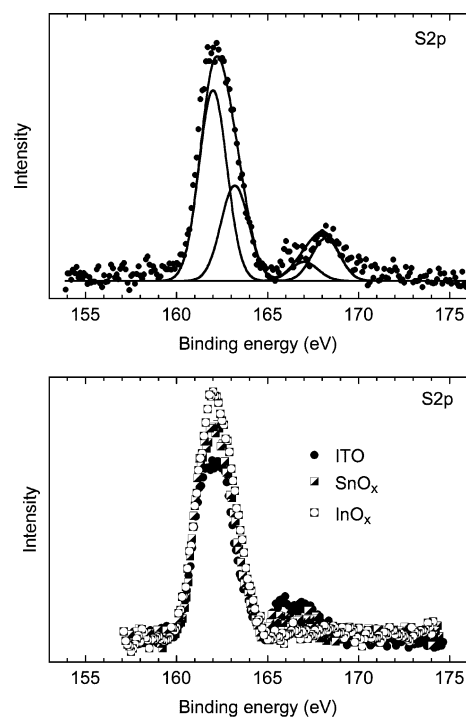 S2p
Intensity
155 160 165 170 175
Binding energy (eV)
S2p
ITO
SnOₓ
InOₓ
Intensity
155 160 165 170 175
Binding energy (eV)